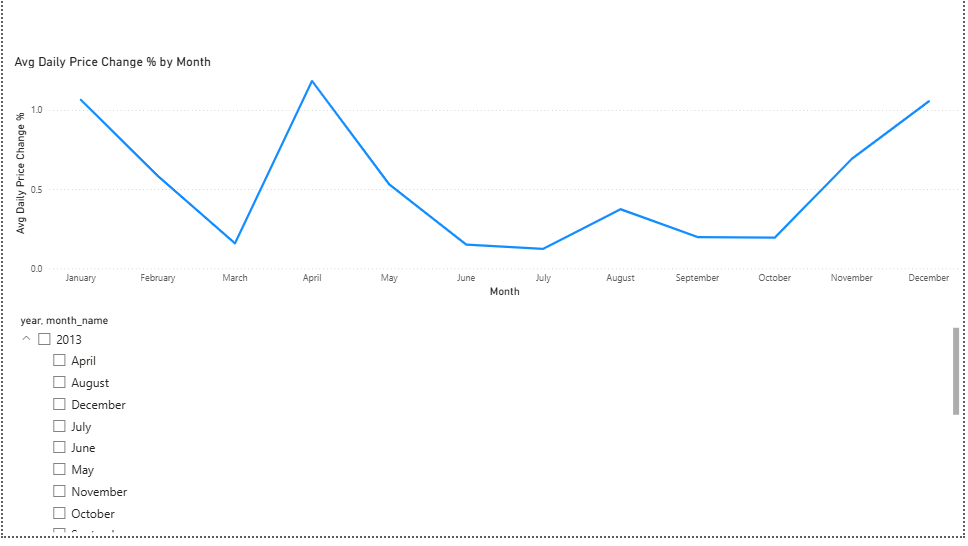 Avg Daily Price Change % by Month
Avg Daily Price Change %
1.0
0.5
0.0
January February March April May June July August September October November December
Month
year, month_name
2013
April
August
December
July
June
May
November
October